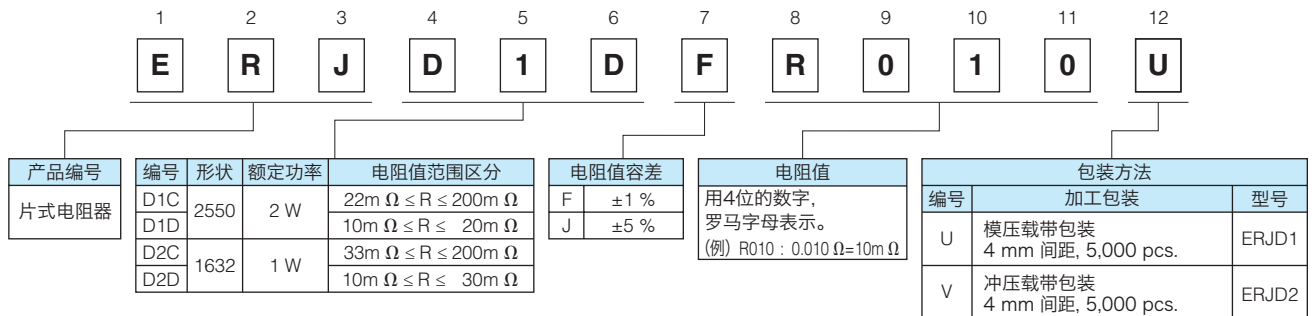 1 2 3 4 5 6 7 8 9 10 11 12
E R J D 1 D F R 0 1 0 U
产品编号
片式电阻器
编号 形状 额定功率 电阻值范围区分
D1C 2550 2 W 22m Ω ≤ R ≤ 200m Ω
D1D 10m Ω ≤ R ≤ 20m Ω
D2C 1632 1 W 33m Ω ≤ R ≤ 200m Ω
D2D 10m Ω ≤ R ≤ 30m Ω
电阻值容差
F ±1 %
J ±5 %
电阻值
用4位的数字,
罗马字母表示。
(例) R010 : 0.010 Ω=10m Ω
包装方法
编号 加工包装 型号
U 模压载带包装 ERJD1
4 mm 间距, 5,000 pcs.
V 冲压载带包装 ERJD2
4 mm 间距, 5,000 pcs.